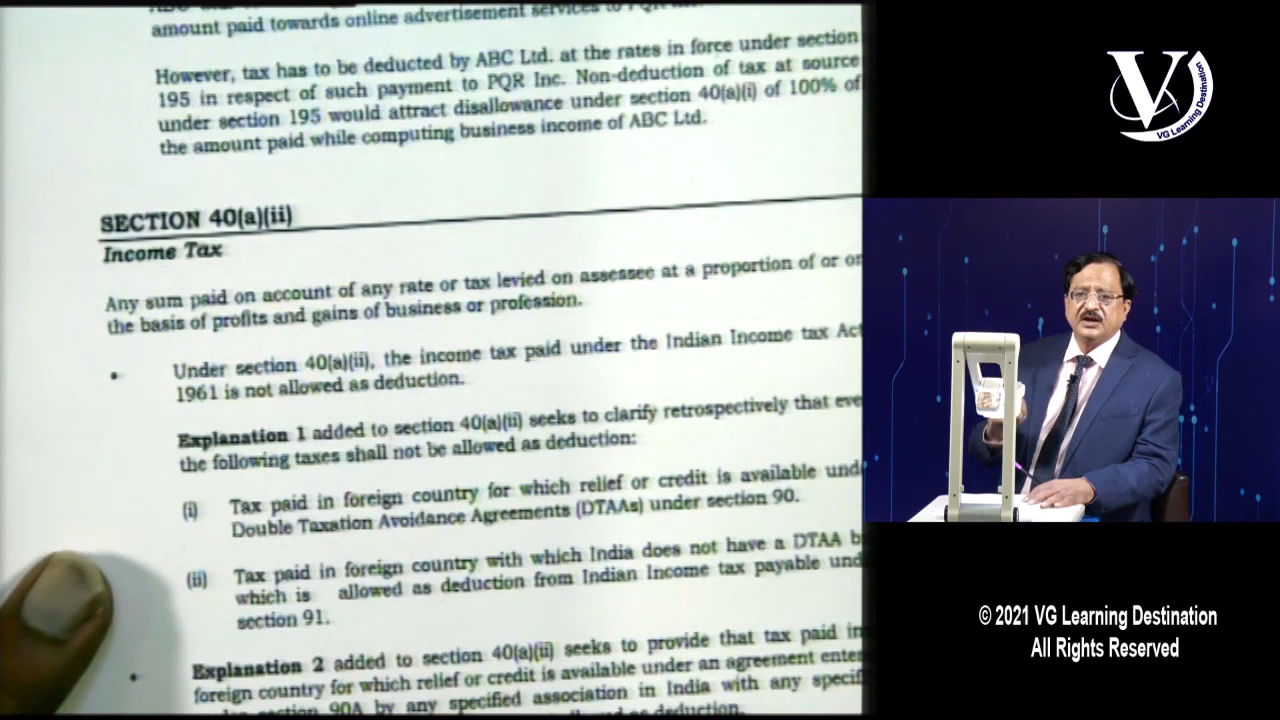 amount paid towards online advertisement services to PQR Inc.
However, tax has to be deducted by ABC Ltd. at the rates in force under section
195 in respect of such payment to PQR Inc. Non-deduction of tax at source
under section 195 would attract disallowance under section 40(a)(i) of 100% of
the amount paid while computing business income of ABC Ltd.
SECTION 40(a)(ii)
Income Tax
Any sum paid on account of any rate or tax levied on assessee at a proportion of or on
the basis of profits and gains of business or profession.
• Under section 40(a)(ii), the income tax paid under the Indian Income tax Act
1961 is not allowed as deduction.
Explanation 1 added to section 40(a)(ii) seeks to clarify retrospectively that eve
the following taxes shall not be allowed as deduction:
(i) Tax paid in foreign country for which relief or credit is available und
Double Taxation Avoidance Agreements (DTAAs) under section 90.
(ii) Tax paid in foreign country with which India does not have a DTAA b
which is allowed as deduction from Indian Income tax payable und
section 91.
• Explanation 2 added to section 40(a)(ii) seeks to provide that tax paid in
foreign country for which relief or credit is available under an agreement enter
section 90A by any specified association in India with any specif
allowed as deduction.
V
VG Learning Destination
© 2021 VG Learning Destination
All Rights Reserved